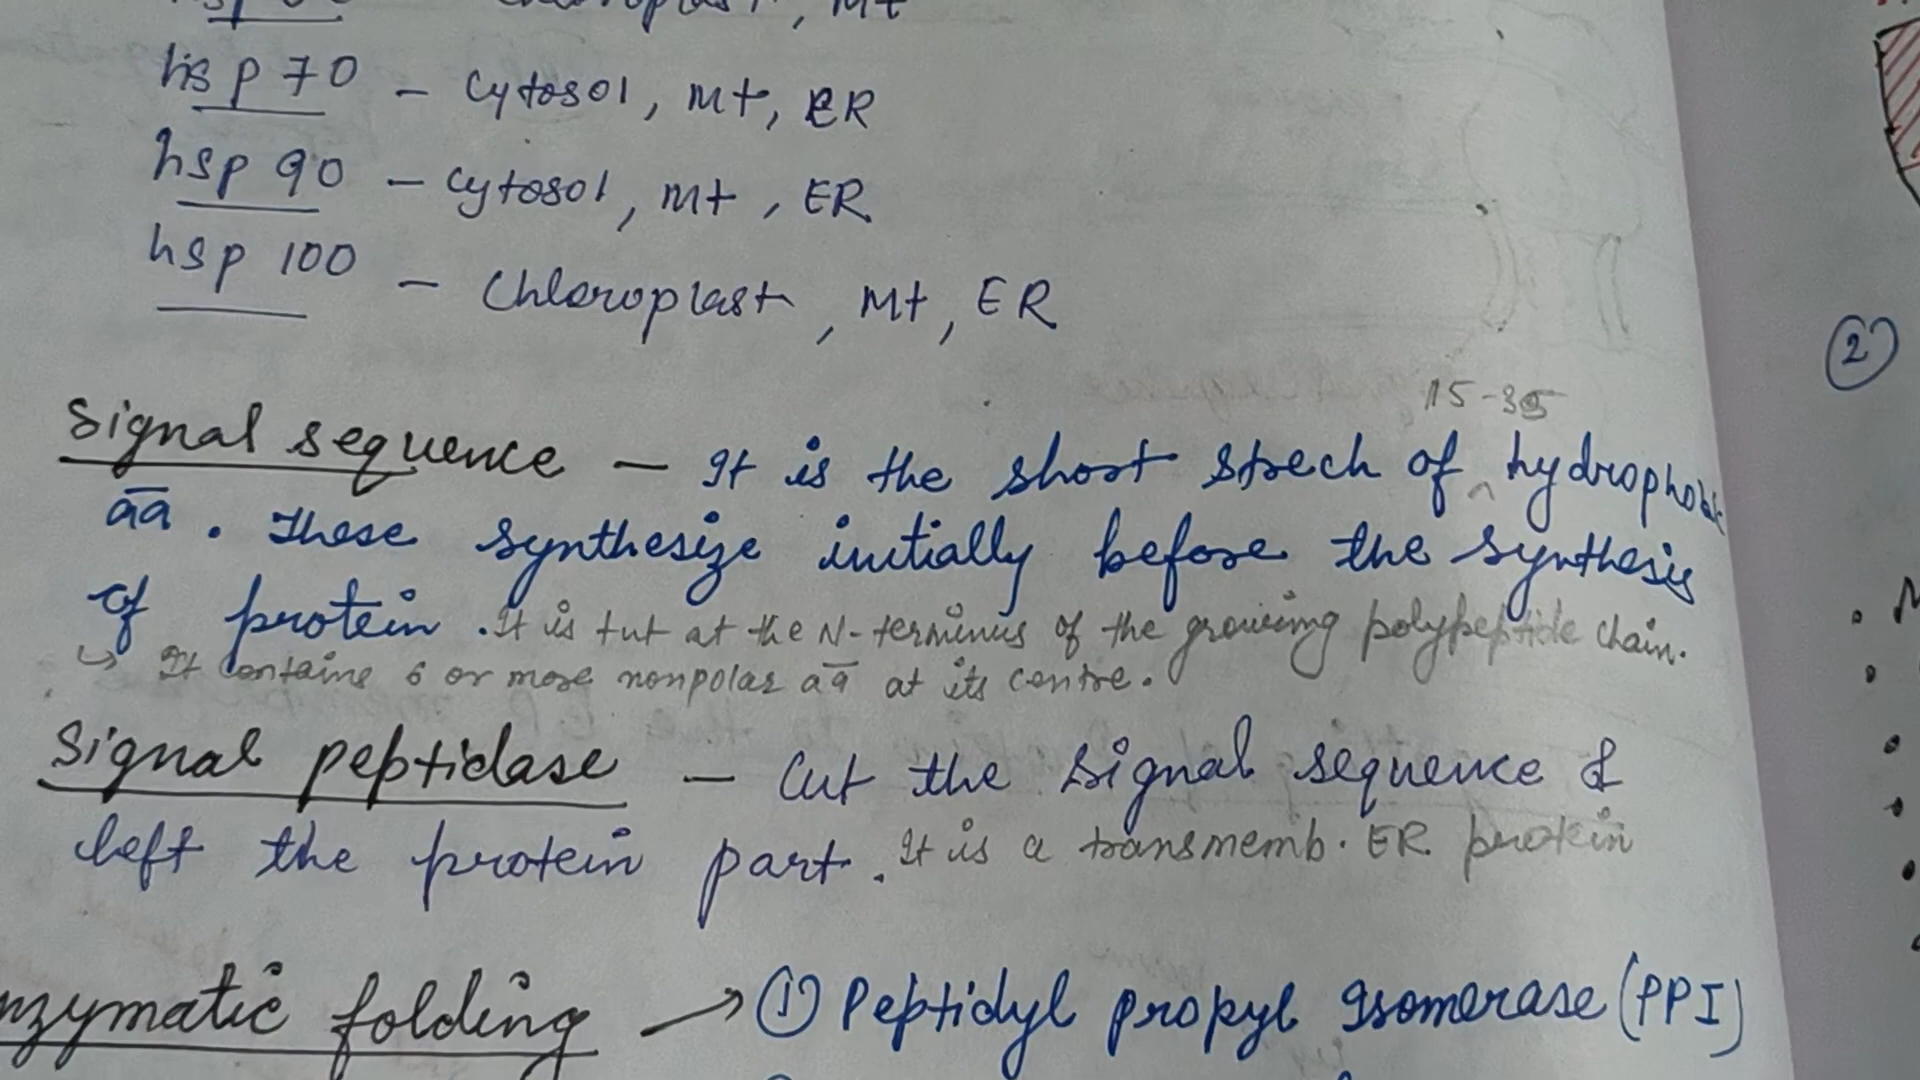 Chloroplast, Mt
hsp 70 - Cytosol, Mt, ER
hsp 90 - Cytosol, Mt, ER
hsp 100 - Chloroplast, Mt, ER
15-35
Signal sequence - It is the short strech of ^ hydrophobic
aa. These synthesize initially before the synthesis
of protein. It is tut at the N-terminus of the growing polypeptide chain.
↳ It contains 6 or more nonpolar aa at its centre.
Signal peptidase - Cut the signal sequence &
left the protein part. It is a transmemb. ER protein
nzymatic folding → ① Peptidyl propyl Isomerase (PPI)
②